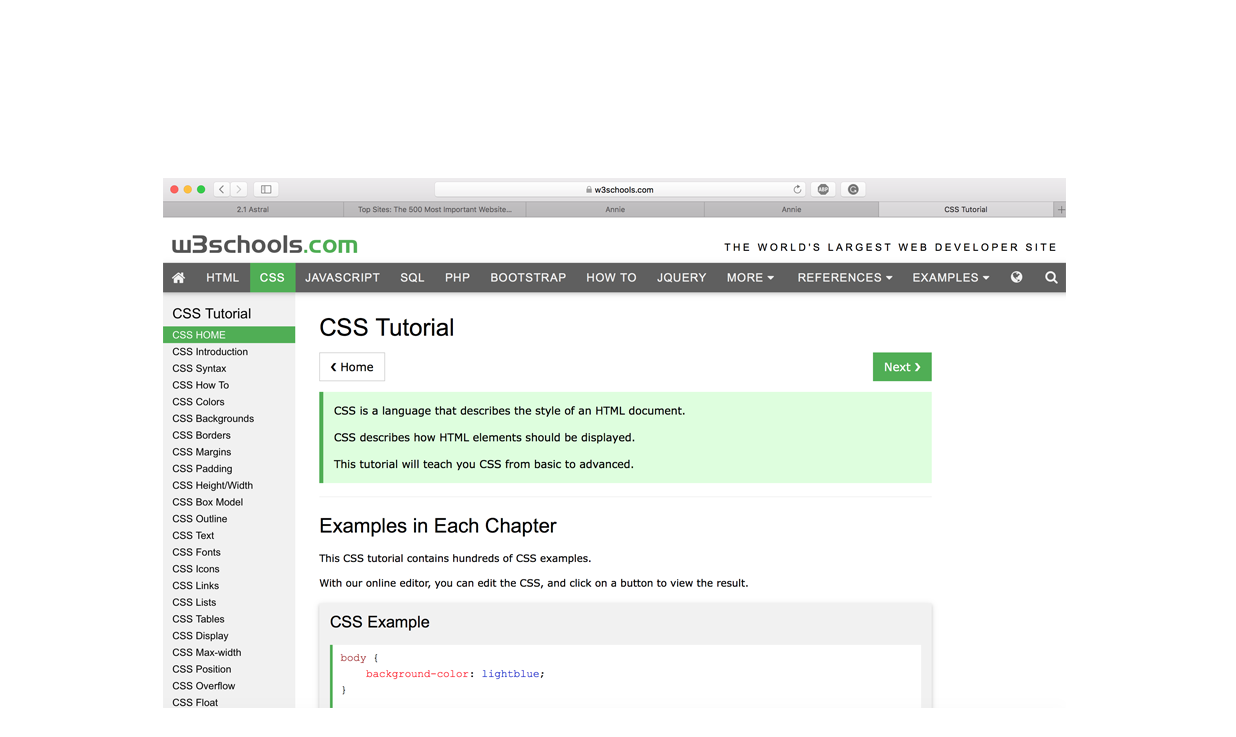 w3schools.com
ABP
2.1 Astral
Top Sites: The 500 Most Important Website...
Annie
Annie
CSS Tutorial
w3schools.com
THE WORLD'S LARGEST WEB DEVELOPER SITE
HTML CSS JAVASCRIPT SQL PHP BOOTSTRAP HOW TO JQUERY MORE REFERENCES EXAMPLES
CSS Tutorial
CSS HOME
CSS Introduction
CSS Syntax
CSS How To
CSS Colors
CSS Backgrounds
CSS Borders
CSS Margins
CSS Padding
CSS Height/Width
CSS Box Model
CSS Outline
CSS Text
CSS Fonts
CSS Icons
CSS Links
CSS Lists
CSS Tables
CSS Display
CSS Max-width
CSS Position
CSS Overflow
CSS Float
CSS Tutorial
❮ Home
Next ❯
CSS is a language that describes the style of an HTML document.
CSS describes how HTML elements should be displayed.
This tutorial will teach you CSS from basic to advanced.
Examples in Each Chapter
This CSS tutorial contains hundreds of CSS examples.
With our online editor, you can edit the CSS, and click on a button to view the result.
CSS Example
body {
background-color: lightblue;
}